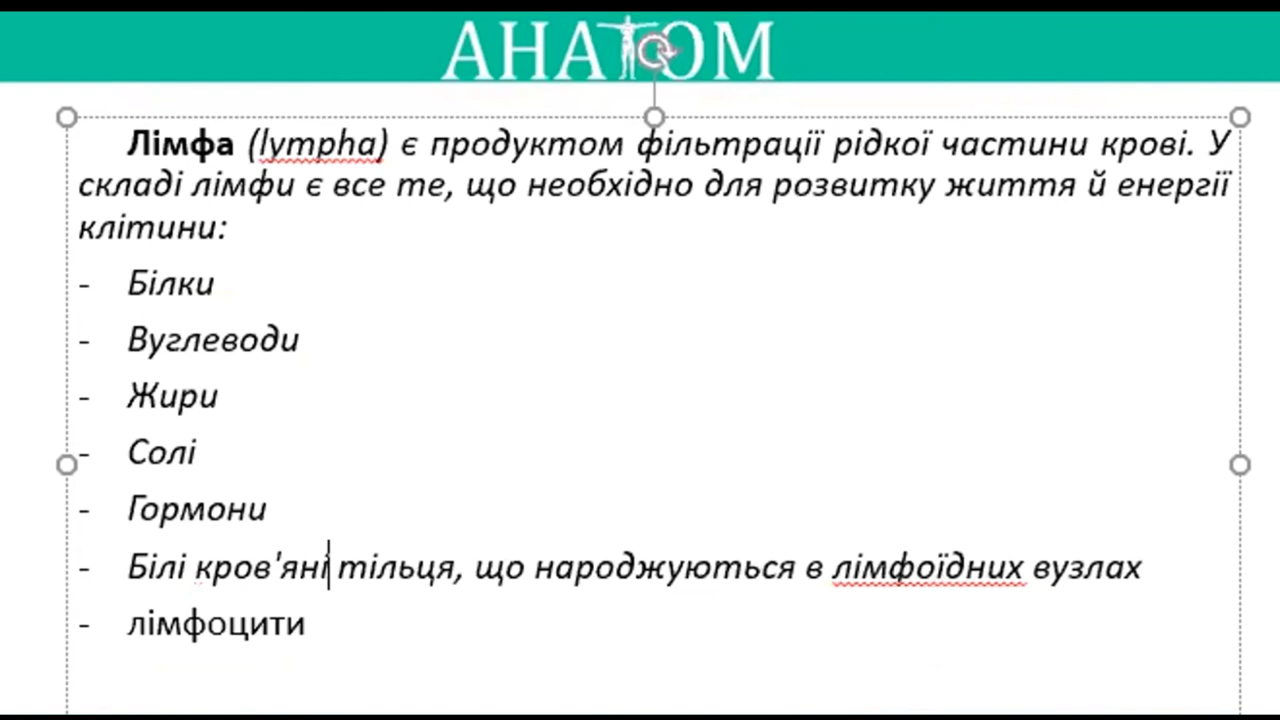 АНАТОМ
Лімфа (lympha) є продуктом фільтрації рідкої частини крові. У
складі лімфи є все те, що необхідно для розвитку життя й енергії
клітини:
- Білки
- Вуглеводи
- Жири
- Солі
- Гормони
- Білі кров'яні тільця, що народжуються в лімфоїдних вузлах
- лімфоцити